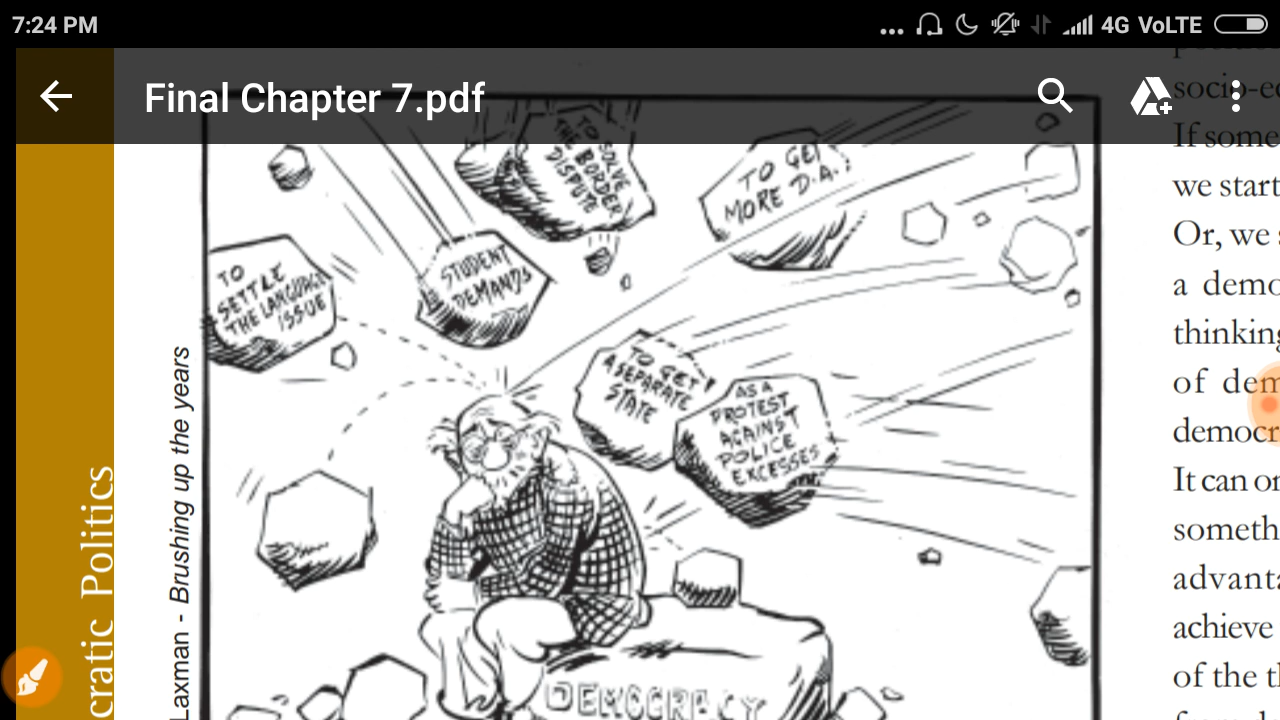 7:24 PM
4G VoLTE
Final Chapter 7.pdf
TO SOLVE
THE BORDER
DISPUTE
TO GET
MORE D.A.
STUDENT
DEMANDS
TO
SETTLE
THE LANGUAGE
ISSUE
TO GET
A SEPARATE
STATE
AS A
PROTEST
AGAINST
POLICE
EXCESSES
DEMOCRACY
Laxman - Brushing up the years
cratic Politics
socio-ec
If some
we start
Or, we s
a demo
thinking
of dem
democr
It can or
someth
advanta
achieve
of the th